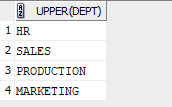 UPPER(DEPT)
1 HR
2 SALES
3 PRODUCTION
4 MARKETING